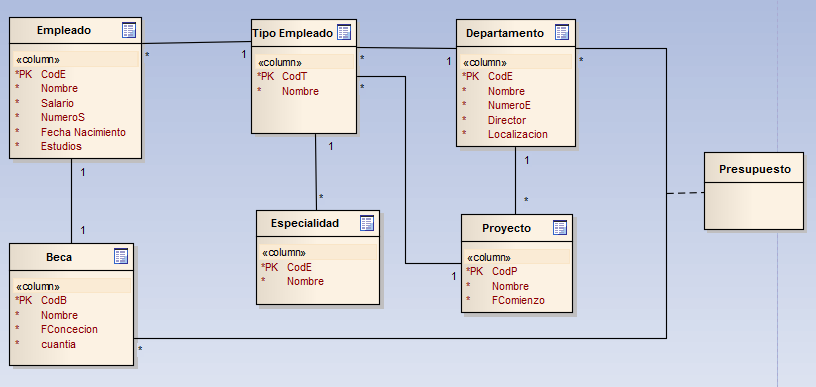 Empleado
«column»
*PK CodE
* Nombre
* Salario
* NumeroS
* Fecha Nacimiento
* Estudios
* 1
Tipo Empleado
«column»
*PK CodT
* Nombre
* 1
*
Departamento
«column»
*PK CodE
* Nombre
* NumeroE
* Director
* Localizacion
*
Presupuesto
1
1
1
*
1
*
Beca
«column»
*PK CodB
* Nombre
* FConcecion
* cuantia
*
Especialidad
«column»
*PK CodE
* Nombre
Proyecto
«column»
*PK CodP
* Nombre
* FComienzo
1